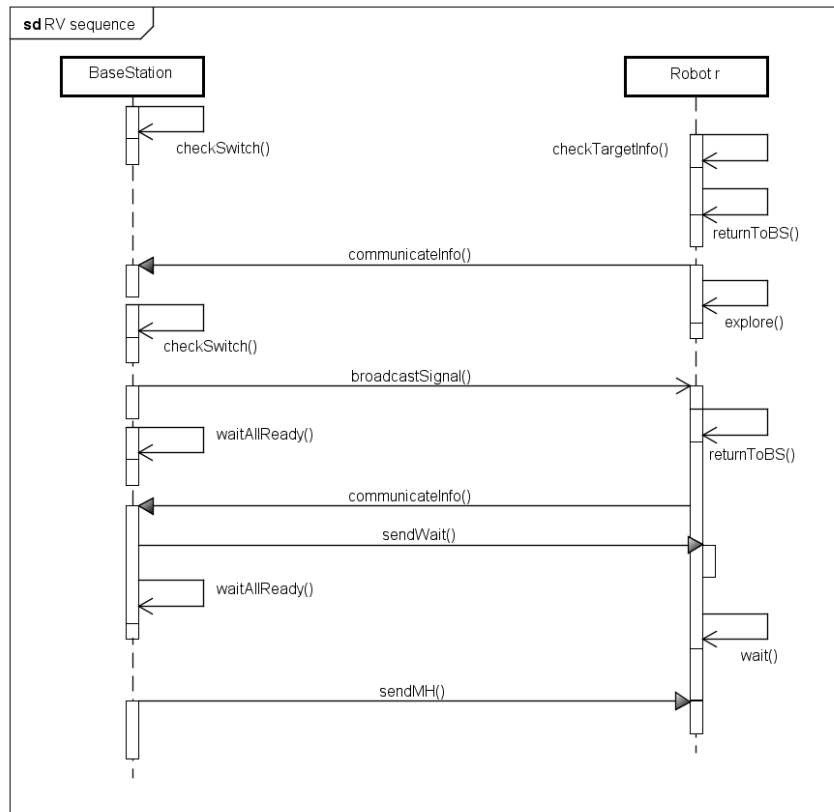 sd RV sequence
BaseStation
Robot r
checkSwitch()
checkTargetInfo()
returnToBS()
communicateInfo()
explore()
checkSwitch()
broadcastSignal()
waitAllReady()
returnToBS()
communicateInfo()
sendWait()
waitAllReady()
wait()
sendMH()